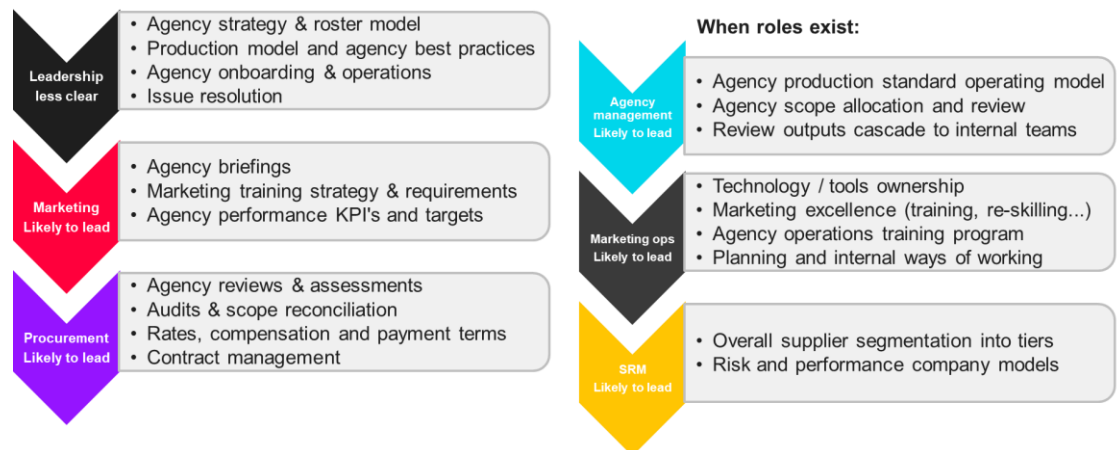 Leadership
less clear
• Agency strategy & roster model
• Production model and agency best practices
• Agency onboarding & operations
• Issue resolution
Marketing
Likely to lead
• Agency briefings
• Marketing training strategy & requirements
• Agency performance KPI's and targets
Procurement
Likely to lead
• Agency reviews & assessments
• Audits & scope reconciliation
• Rates, compensation and payment terms
• Contract management
When roles exist:
Agency
management
Likely to lead
• Agency production standard operating model
• Agency scope allocation and review
• Review outputs cascade to internal teams
Marketing ops
Likely to lead
• Technology / tools ownership
• Marketing excellence (training, re-skilling...)
• Agency operations training program
• Planning and internal ways of working
SRM
Likely to lead
• Overall supplier segmentation into tiers
• Risk and performance company models